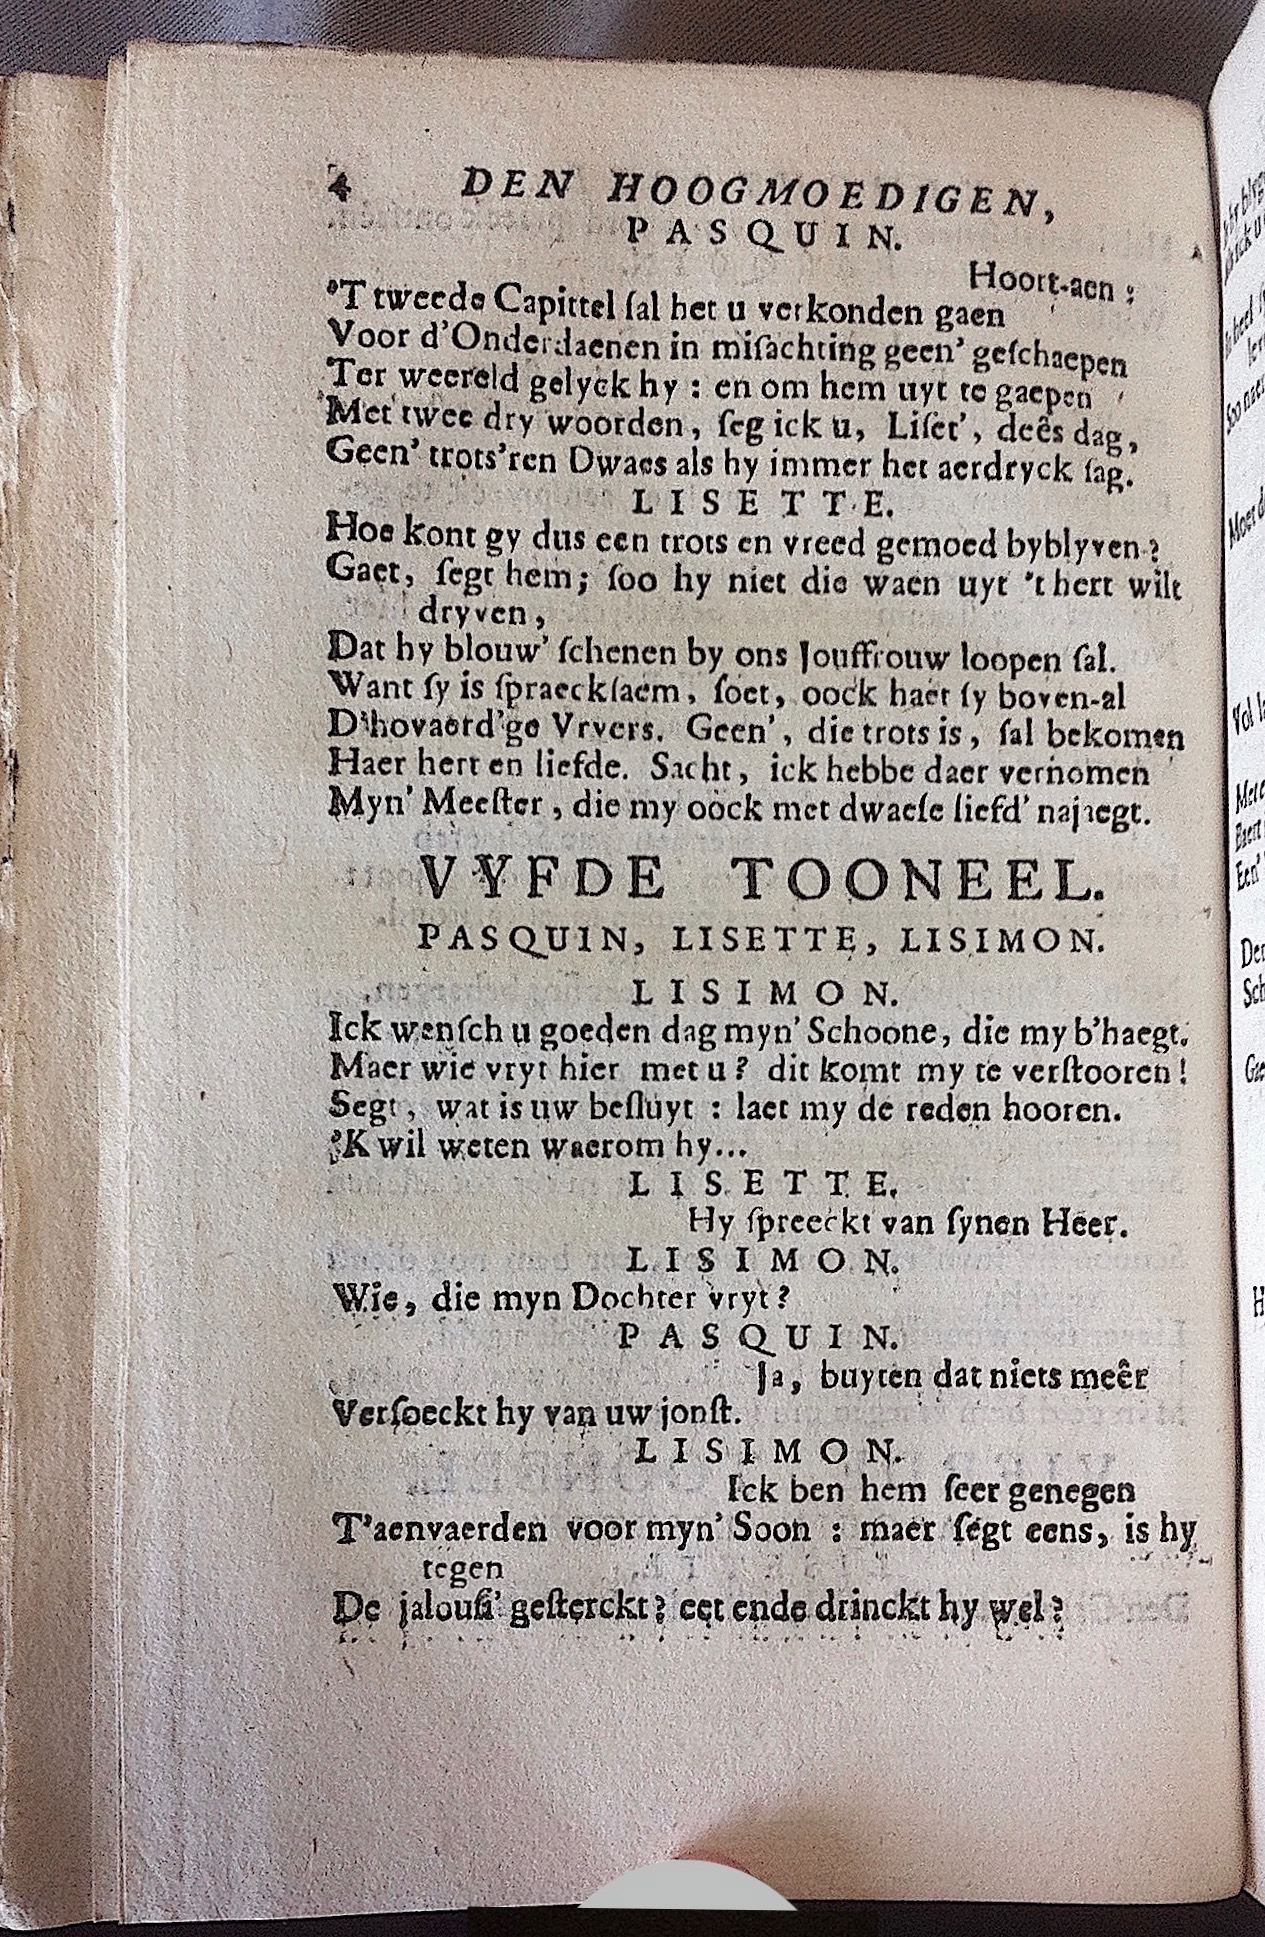 4 DEN HOOGMOEDIGEN,
PASQUIN.
Hoort-aen :
'T tweede Capittel ſal het u verkonden gaen
Voor d'Onderdaenen in miſachting geen' geſchaepen
Ter weereld gelyck hy : en om hem uyt te gaepen
Met twee dry woorden, ſeg ick u, Liſet', deês dag,
Geen' trots'ren Dwaes als hy immer het aerdryck ſag.
LISETTE.
Hoe kont gy dus een trots en vreed gemoed byblyven ?
Gaet, ſegt hem; ſoo hy niet die waen uyt 't hert wilt
dryven,
Dat hy blouw' ſchenen by ons Jouffrouw loopen ſal.
Want ſy is ſpraeckſaem, ſoet, oock haet ſy boven-al
D'hovaerd'ge Vryers. Geen', die trots is, ſal bekomen
Haer hert en liefde. Sacht, ick hebbe daer vernomen
Myn' Meeſter, die my oock met dwaeſe liefd' najaegt.
VYFDE TOONEEL.
PASQUIN, LISETTE, LISIMON.
LISIMON.
Ick wenſch u goeden dag myn' Schoone, die my b'haegt.
Maer wie vryt hier met u? dit komt my te verſtooren!
Segt, wat is uw beſluyt : laet my de reden hooren.
'K wil weten waerom hy...
LISETTE.
Hy ſpreeckt van ſynen Heer.
LISIMON.
Wie, die myn Dochter vryt?
PASQUIN.
Ja, buyten dat niets meêr
Verſoeckt hy van uw jonſt.
LISIMON.
Ick ben hem ſeer genegen
T'aenvaerden voor myn' Soon : maer ſegt eens, is hy
tegen
De jalouſi' geſterckt? eet ende drinckt hy wel?